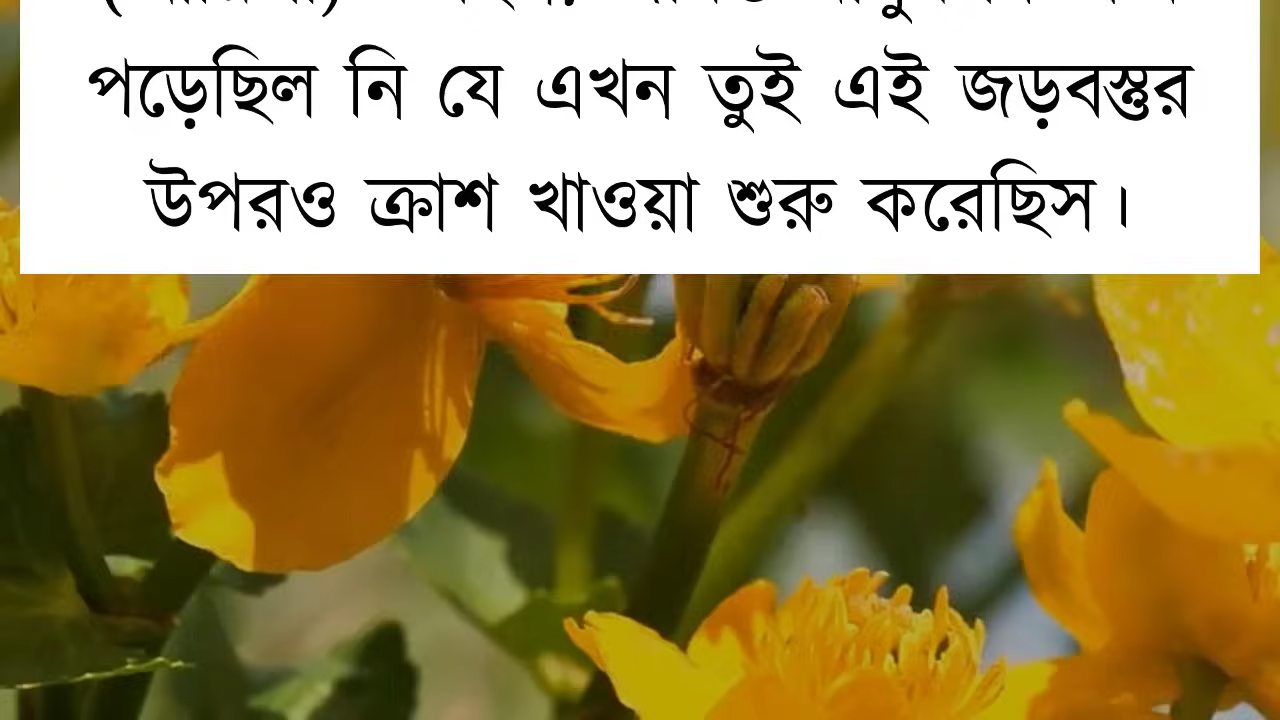 পড়েছিল নি যে এখন তুই এই জড়বস্তুর
উপরও ক্রাশ খাওয়া শুরু করেছিস।